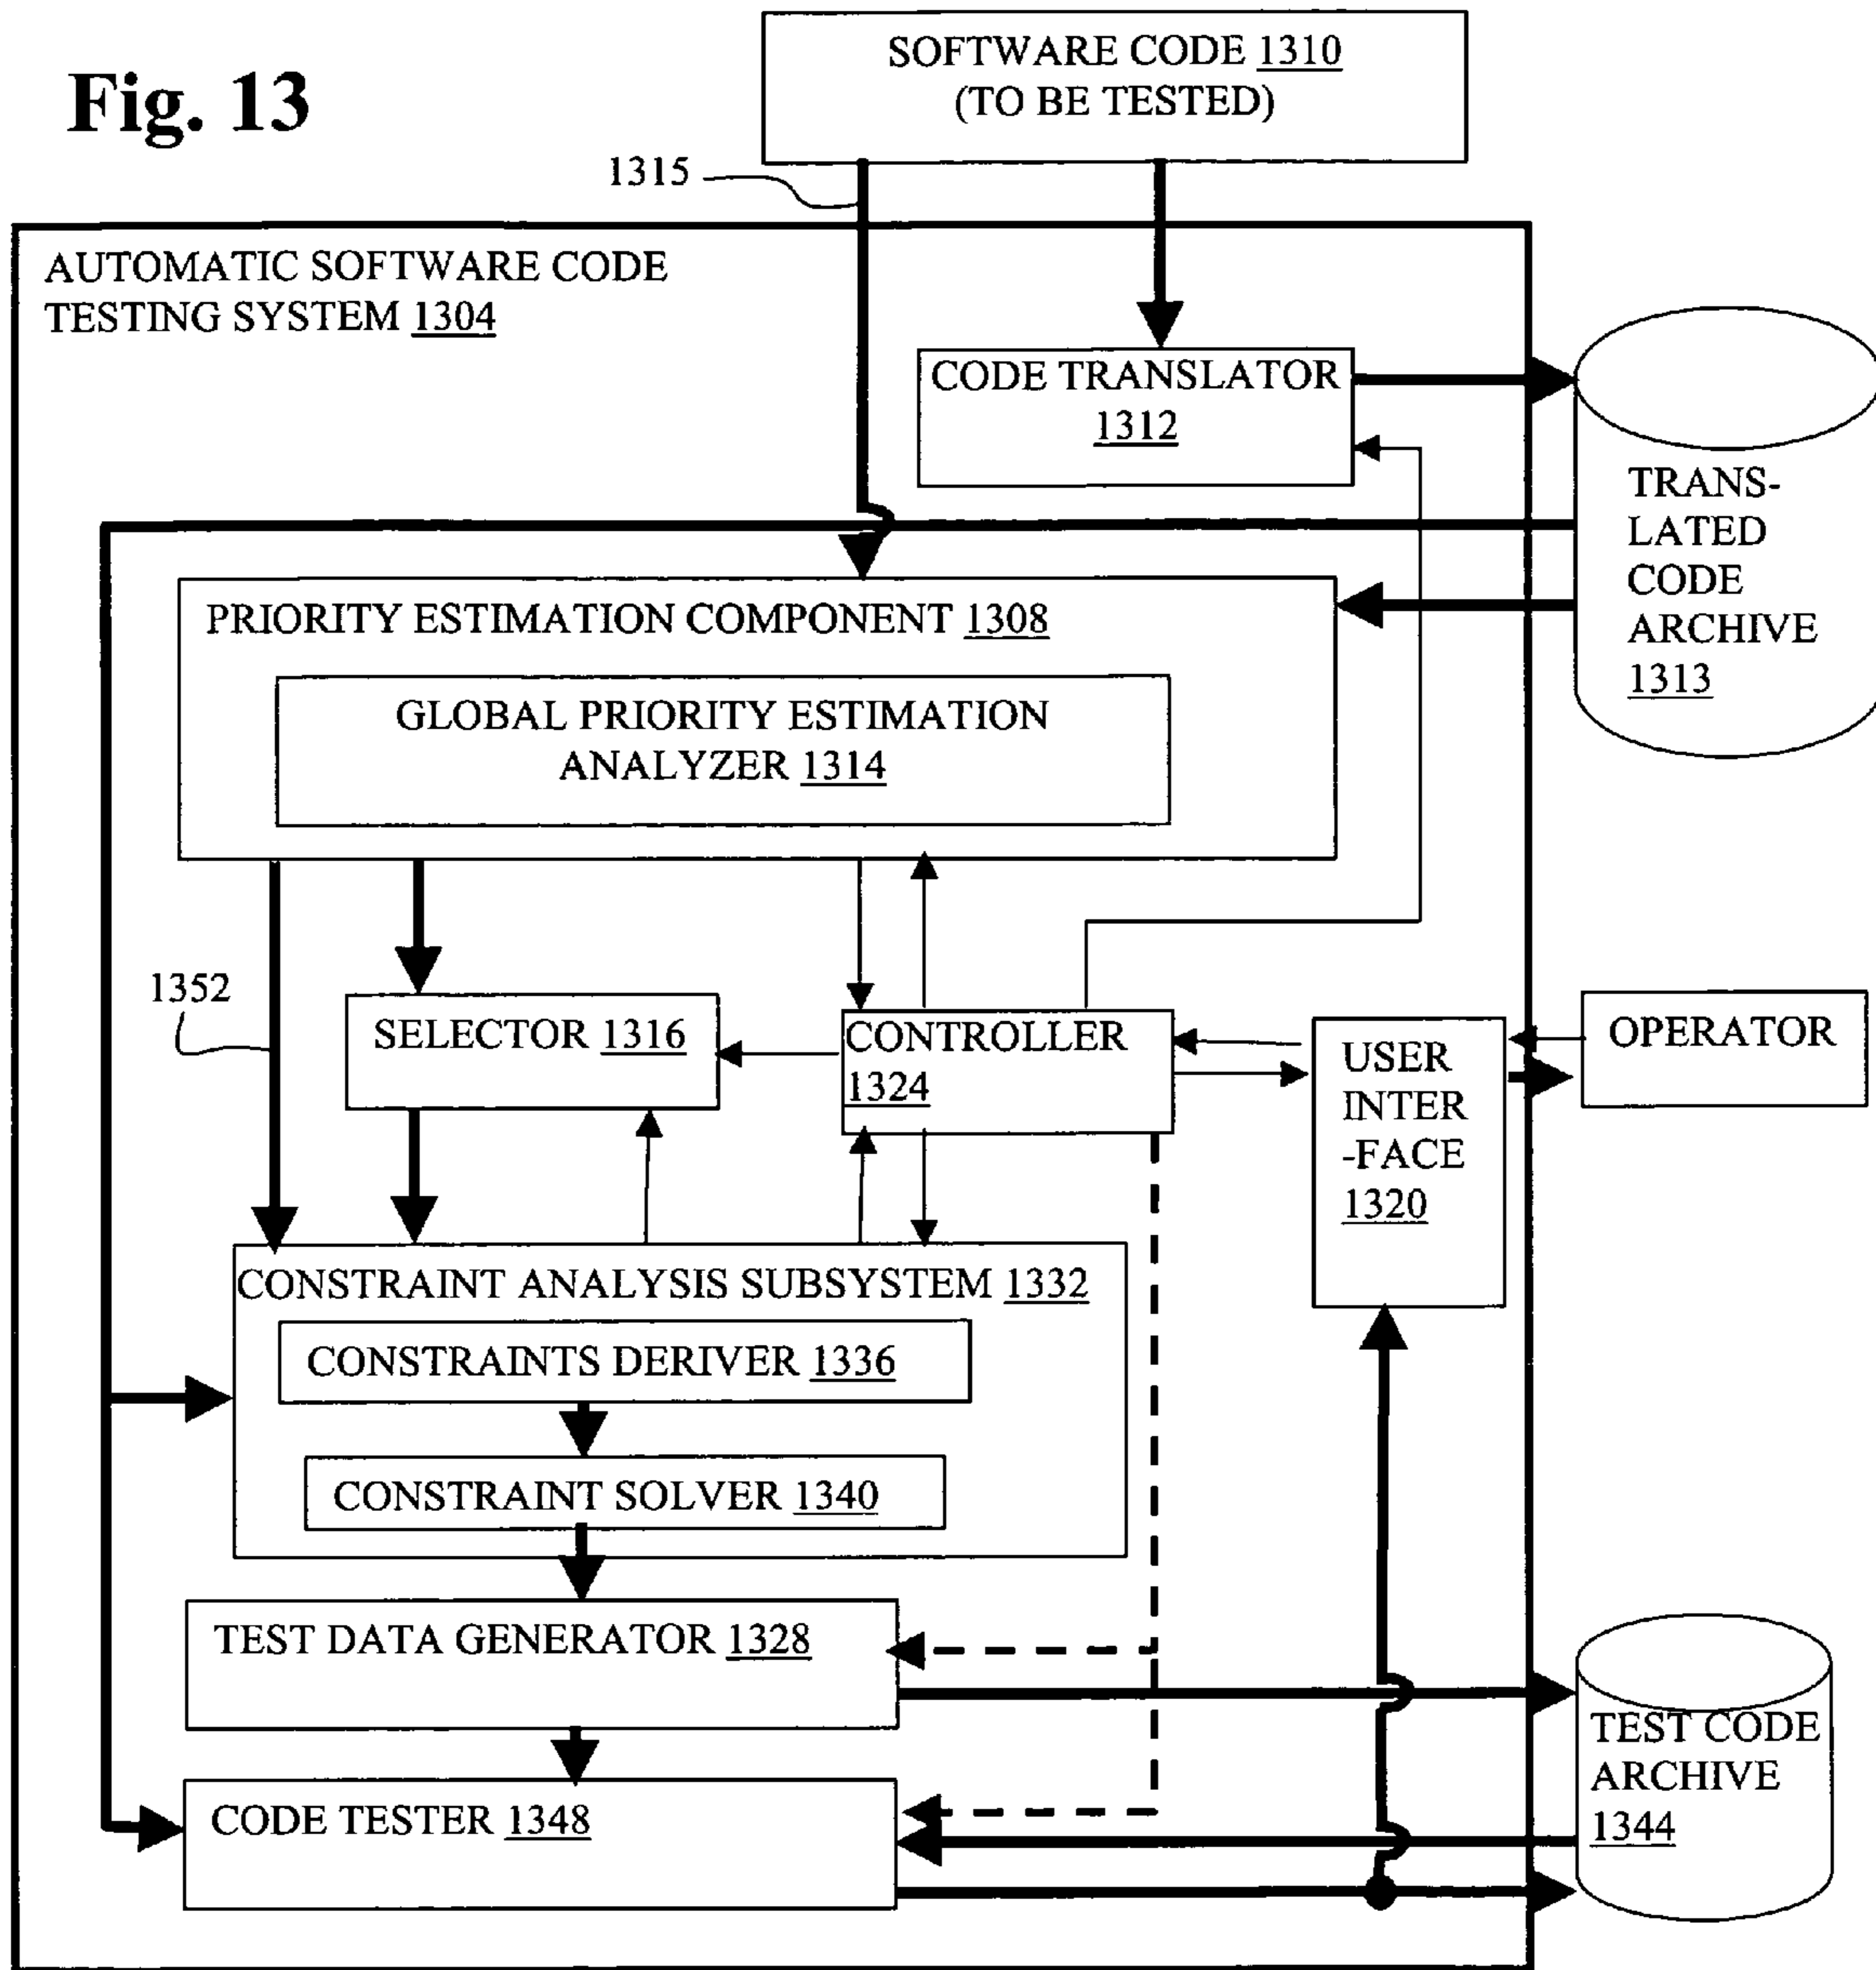 Fig. 13
SOFTWARE CODE 1310
(TO BE TESTED)
1315
AUTOMATIC SOFTWARE CODE
TESTING SYSTEM 1304
CODE TRANSLATOR
1312
TRANS-
LATED
CODE
ARCHIVE
1313
PRIORITY ESTIMATION COMPONENT 1308
GLOBAL PRIORITY ESTIMATION
ANALYZER 1314
1352
SELECTOR 1316
CONTROLLER
1324
USER
INTER
-FACE
1320
OPERATOR
CONSTRAINT ANALYSIS SUBSYSTEM 1332
CONSTRAINTS DERIVER 1336
CONSTRAINT SOLVER 1340
TEST DATA GENERATOR 1328
TEST CODE
ARCHIVE
1344
CODE TESTER 1348